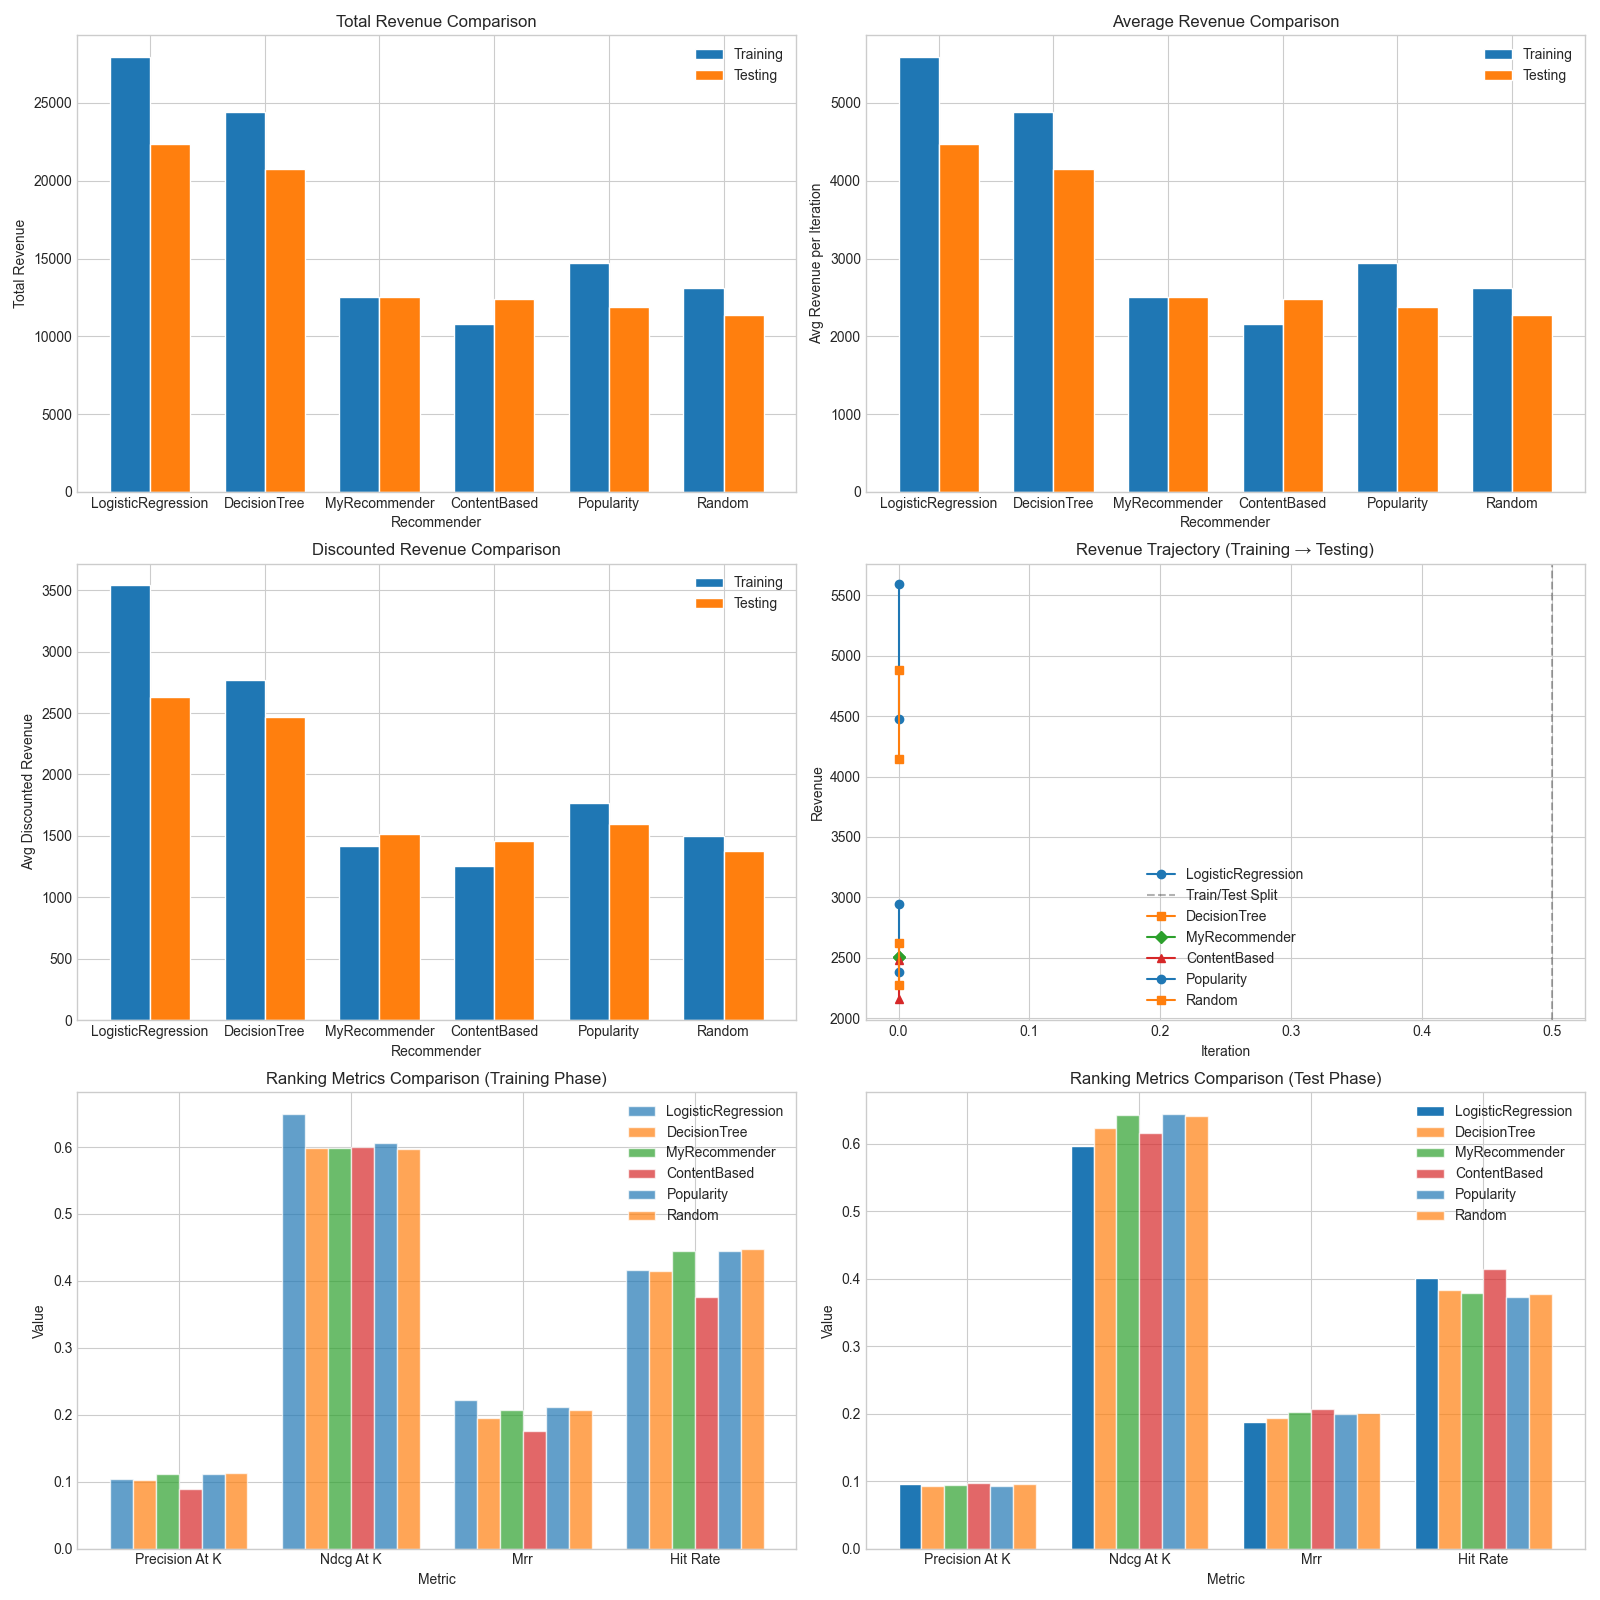 Total Revenue Comparison
Total Revenue
25000
20000
15000
10000
5000
0
Training
Testing
LogisticRegression DecisionTree MyRecommender ContentBased Popularity Random
Recommender
Average Revenue Comparison
Avg Revenue per Iteration
5000
4000
3000
2000
1000
0
Training
Testing
LogisticRegression DecisionTree MyRecommender ContentBased Popularity Random
Recommender
Discounted Revenue Comparison
Avg Discounted Revenue
3500
3000
2500
2000
1500
1000
500
0
Training
Testing
LogisticRegression DecisionTree MyRecommender ContentBased Popularity Random
Recommender
Revenue Trajectory (Training → Testing)
Revenue
5500
5000
4500
4000
3500
3000
2500
2000
LogisticRegression
Train/Test Split
DecisionTree
MyRecommender
ContentBased
Popularity
Random
0.0 0.1 0.2 0.3 0.4 0.5
Iteration
Ranking Metrics Comparison (Training Phase)
Value
0.6
0.5
0.4
0.3
0.2
0.1
0.0
LogisticRegression
DecisionTree
MyRecommender
ContentBased
Popularity
Random
Precision At K Ndcg At K Mrr Hit Rate
Metric
Ranking Metrics Comparison (Test Phase)
Value
0.6
0.5
0.4
0.3
0.2
0.1
0.0
LogisticRegression
DecisionTree
MyRecommender
ContentBased
Popularity
Random
Precision At K Ndcg At K Mrr Hit Rate
Metric